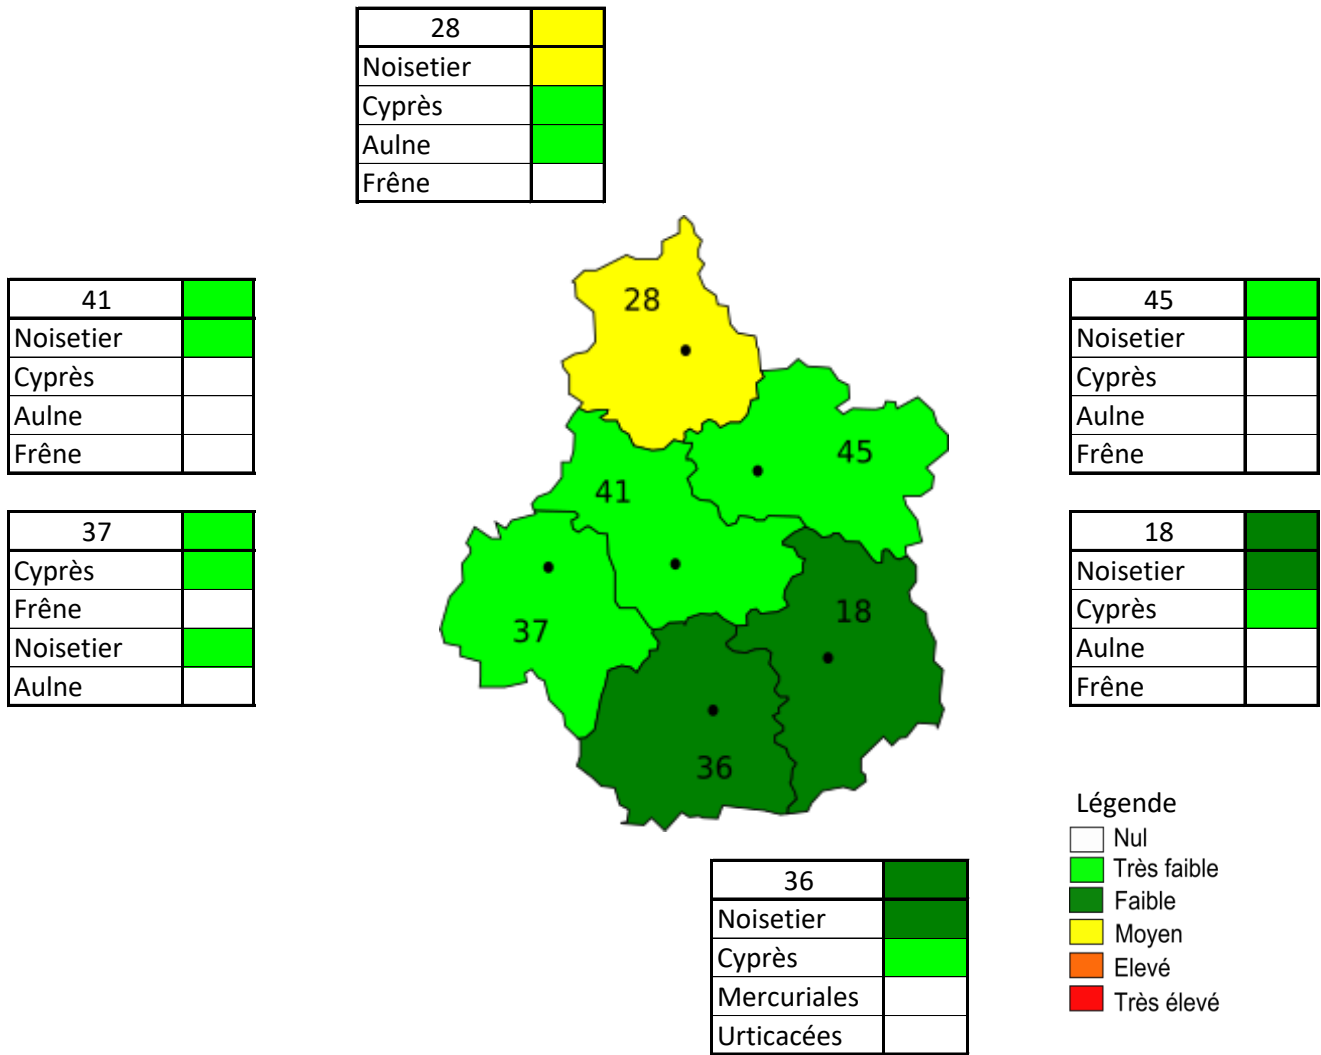 28
Noisetier
Cyprès
Aulne
Frêne
41
Noisetier
Cyprès
Aulne
Frêne
37
Cyprès
Frêne
Noisetier
Aulne
28
45
41
18
37
36
45
Noisetier
Cyprès
Aulne
Frêne
18
Noisetier
Cyprès
Aulne
Frêne
36
Noisetier
Cyprès
Mercuriales
Urticacées
Légende
Nul
Très faible
Faible
Moyen
Elevé
Très élevé